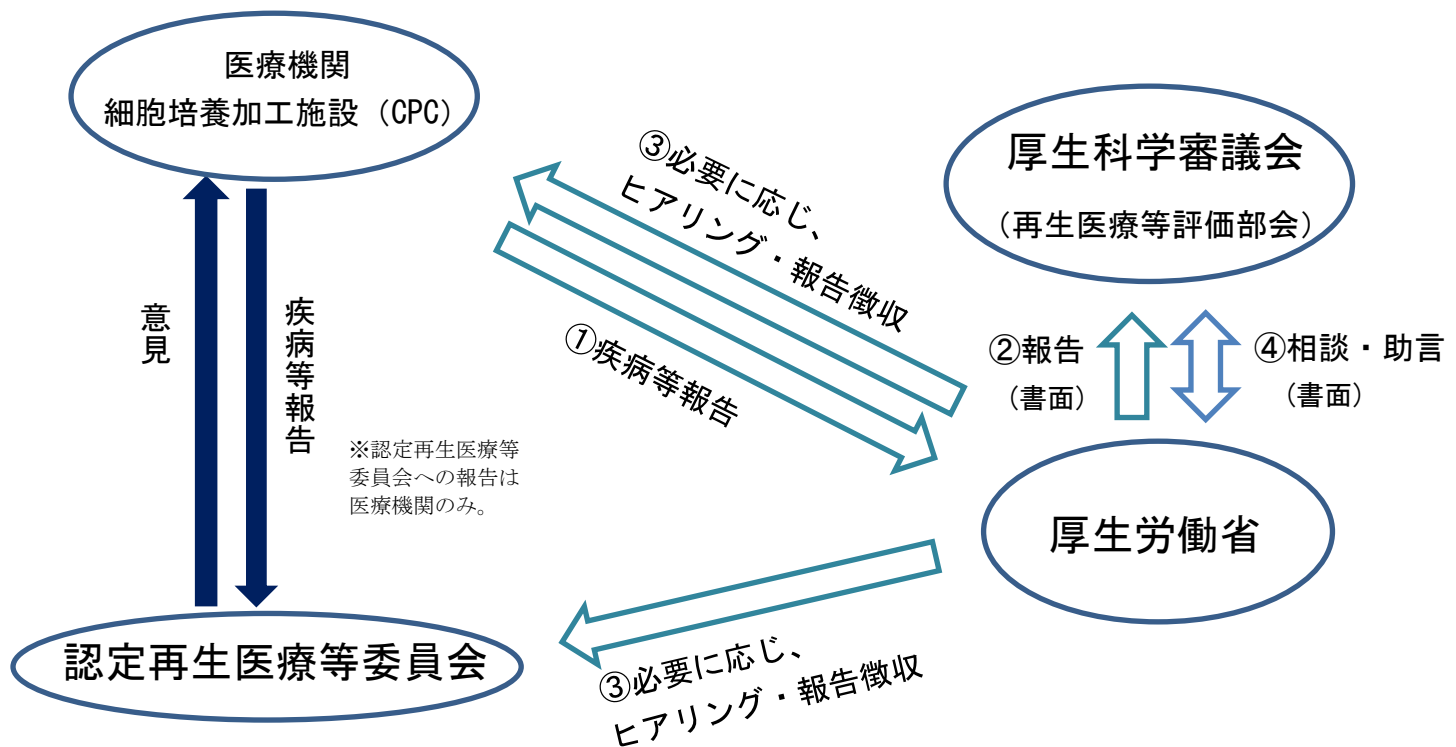 医療機関
細胞培養加工施設（CPC）
厚生科学審議会
（再生医療等評価部会）
③必要に応じ、
ヒアリング・報告徴収
①疾病等報告
意見
疾病等報告
※認定再生医療等
委員会への報告は
医療機関のみ。
②報告
（書面）
④相談・助言
（書面）
厚生労働省
認定再生医療等委員会
③必要に応じ、
ヒアリング・報告徴収